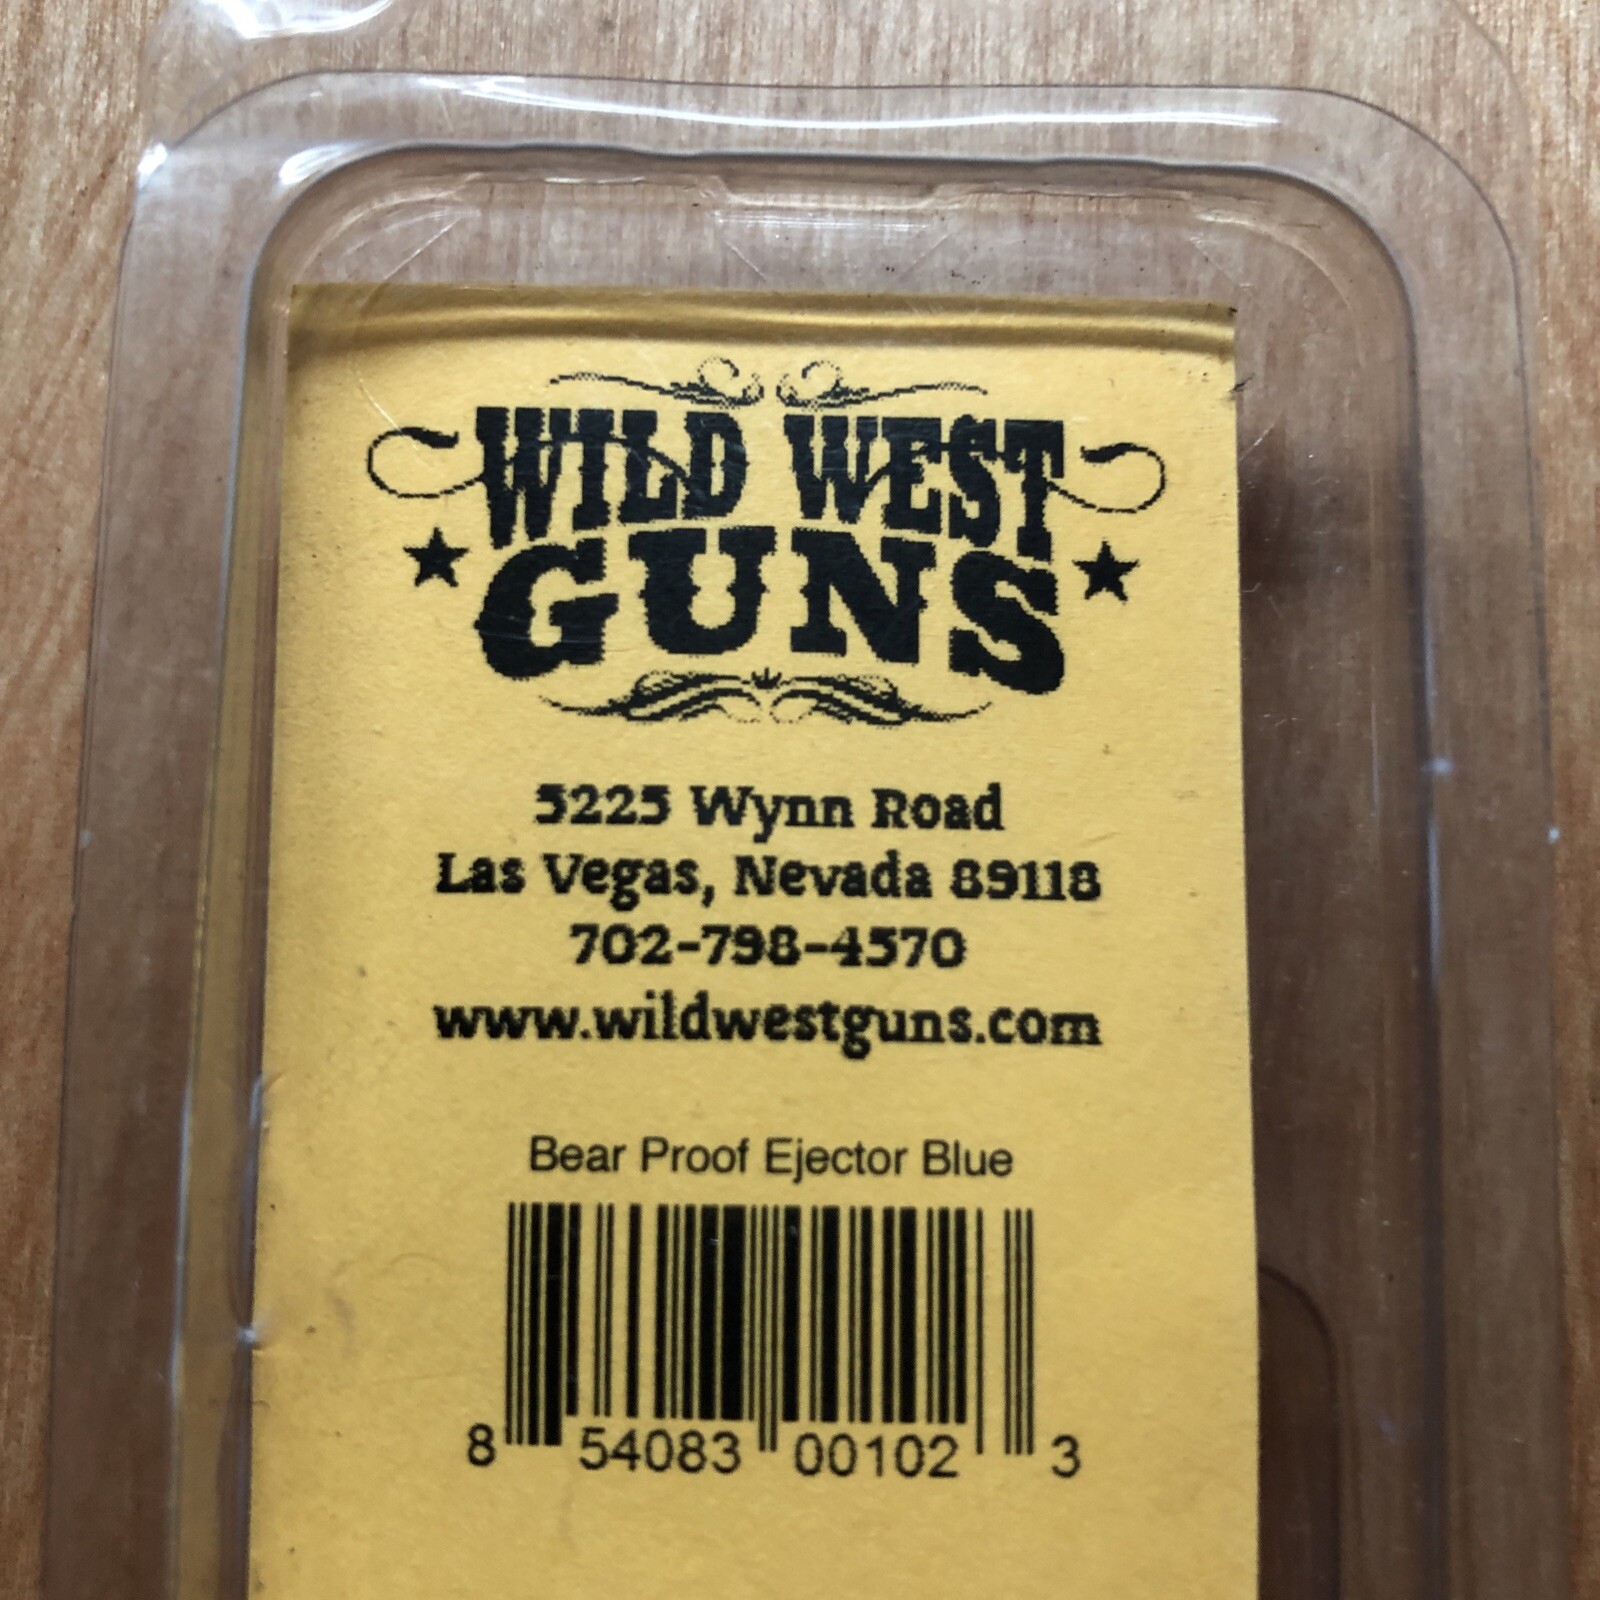 WILD WEST
GUNS
5225 Wynn Road
Las Vegas, Nevada 89118
702-798-4570
www.wildwestguns.com
Bear Proof Ejector Blue
8 54083 00102 3